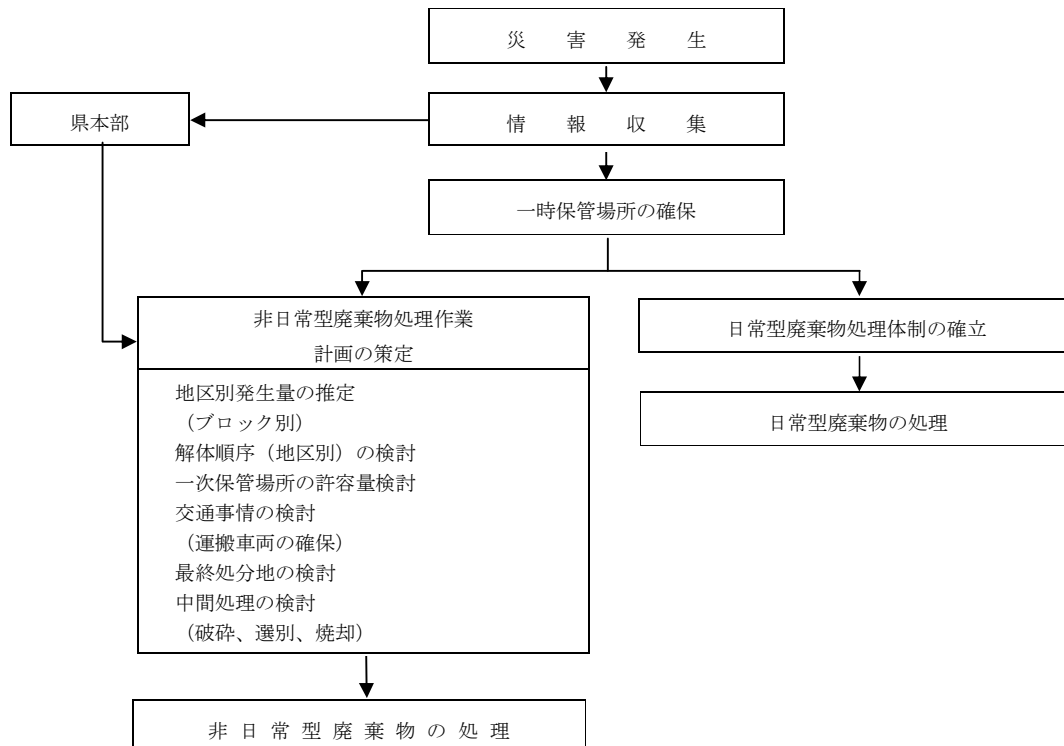 災害発生
県本部
情報収集
一時保管場所の確保
非日常型廃棄物処理作業
計画の策定
日常型廃棄物処理体制の確立
地区別発生量の推定
（ブロック別）
解体順序（地区別）の検討
一次保管場所の許容量検討
交通事情の検討
（運搬車両の確保）
最終処分地の検討
中間処理の検討
（破砕、選別、焼却）
日常型廃棄物の処理
非日常型廃棄物の処理